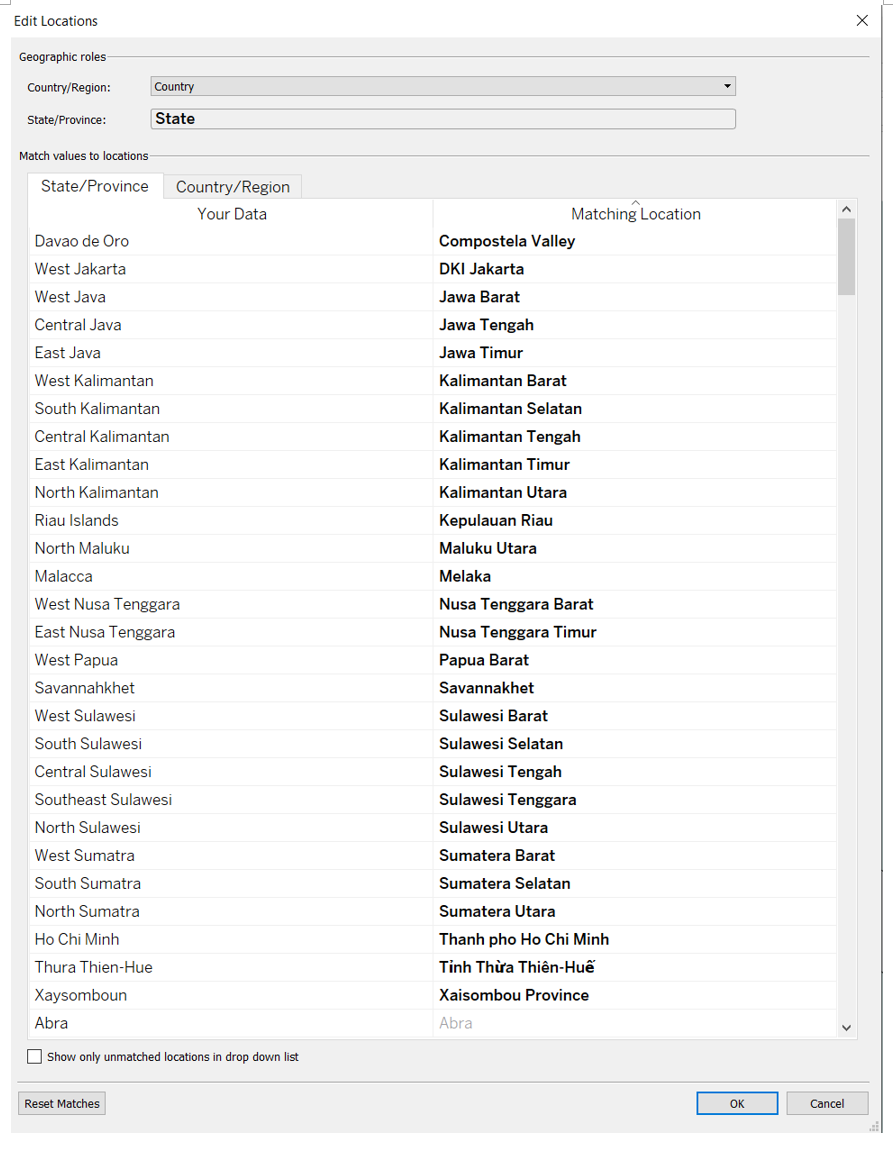 Edit Locations
Geographic roles
Country/Region: Country
State/Province: State
Match values to locations
State/Province Country/Region
Your Data Matching Location
Davao de Oro Compostela Valley
West Jakarta DKI Jakarta
West Java Jawa Barat
Central Java Jawa Tengah
East Java Jawa Timur
West Kalimantan Kalimantan Barat
South Kalimantan Kalimantan Selatan
Central Kalimantan Kalimantan Tengah
East Kalimantan Kalimantan Timur
North Kalimantan Kalimantan Utara
Riau Islands Kepulauan Riau
North Maluku Maluku Utara
Malacca Melaka
West Nusa Tenggara Nusa Tenggara Barat
East Nusa Tenggara Nusa Tenggara Timur
West Papua Papua Barat
Savannahkhet Savannakhet
West Sulawesi Sulawesi Barat
South Sulawesi Sulawesi Selatan
Central Sulawesi Sulawesi Tengah
Southeast Sulawesi Sulawesi Tenggara
North Sulawesi Sulawesi Utara
West Sumatra Sumatera Barat
South Sumatra Sumatera Selatan
North Sumatra Sumatera Utara
Ho Chi Minh Thanh pho Ho Chi Minh
Thura Thien-Hue Tỉnh Thừa Thiên-Huế
Xaysomboun Xaisombou Province
Abra Abra
Show only unmatched locations in drop down list
Reset Matches OK Cancel